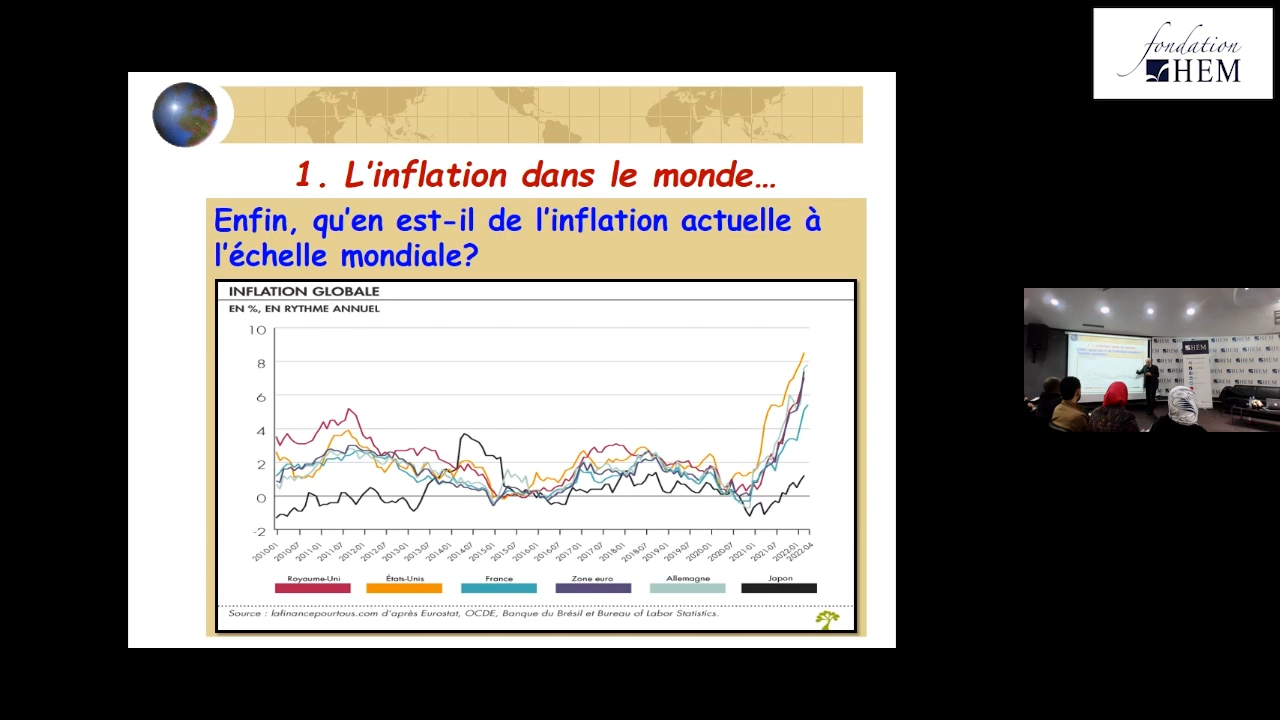 fondation
HEM
1. L'inflation dans le monde…
Enfin, qu'en est-il de l'inflation actuelle à
l'échelle mondiale?
INFLATION GLOBALE
EN %, EN RYTHME ANNUEL
10
8
6
4
2
0
-2
2010-01 2010-07 2011-01 2011-07 2012-01 2012-07 2013-01 2013-07 2014-01 2014-07 2015-01 2015-07 2016-01 2016-07 2017-01 2017-07 2018-01 2018-07 2019-01 2019-07 2020-01 2020-07 2021-01 2021-07 2022-01 2022-04
Royaume-Uni États-Unis France Zone euro Allemagne Japon
Source : lafinancepourtous.com d'après Eurostat, OCDE, Banque du Brésil et Bureau of Labor Statistics.
HEM